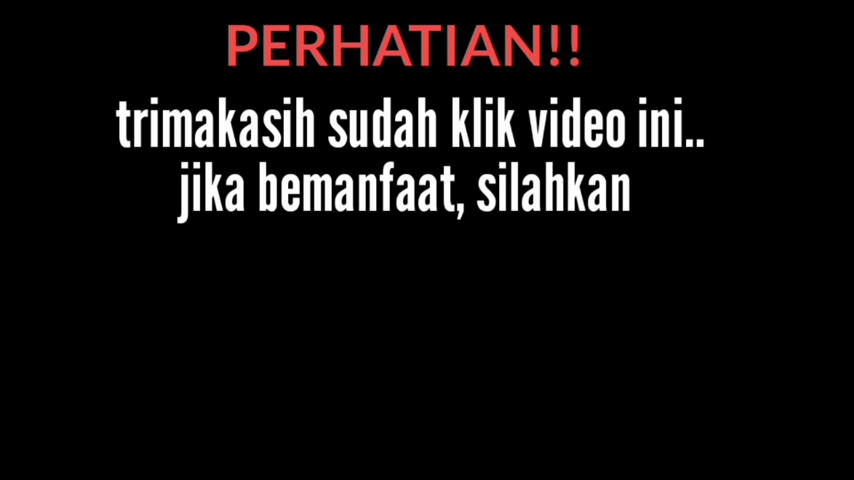 PERHATIAN!!
trimakasih sudah klik video ini..
jika bemanfaat, silahkan